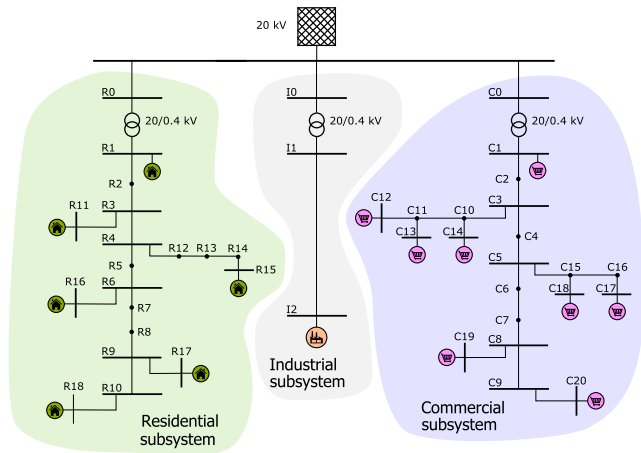 20 kV
R0
I0
C0
20/0.4 kV
20/0.4 kV
20/0.4 kV
R1
I1
C1
R2
C2
R11
R3
C12
C3
C11
C10
R4
C13
C14
C4
R12
R13
R14
R5
C5
R15
R6
C15
C16
R16
C6
C18
C17
R7
I2
C7
R8
C19
C8
R9
R17
Industrial
subsystem
R18
R10
C9
C20
Residential
subsystem
Commercial
subsystem